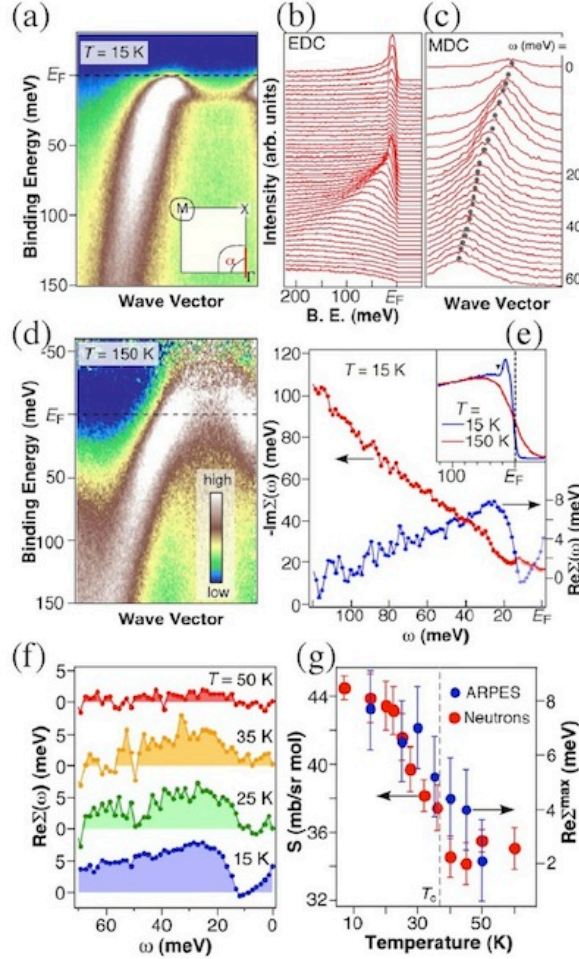 (a)
T = 15 K
E_F
50
100
150
Binding Energy (meV)
M
X
α
Γ
Wave Vector
(b) EDC
Intensity (arb. units)
200
100
E_F
B. E. (meV)
(c) MDC
ω (meV) =
0
20
40
60
Wave Vector
(d)
T = 150 K
-50
E_F
50
100
150
Binding Energy (meV)
high
low
Wave Vector
(e)
T = 15 K
120
100
80
60
40
20
0
-ImΣ(ω) (meV)
T =
15 K
150 K
100
E_F
8
4
0
ReΣ(ω) (meV)
100
80
60
40
20
E_F
ω (meV)
(f)
T = 50 K
35 K
25 K
15 K
5
0
5
0
5
0
5
0
ReΣ(ω) (meV)
60
40
20
0
ω (meV)
(g)
ARPES
Neutrons
44
40
36
32
S (mb/sr mol)
8
6
4
2
ReΣmax (meV)
T_c
10
30
50
Temperature (K)